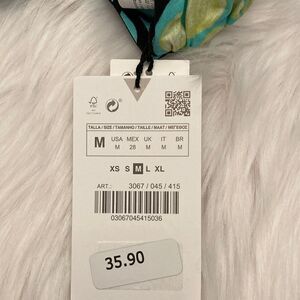 TALLA / SIZE / TAMANHO / TAILLE / MAAT / ΜΕΓΕΘΟΣ
M USA MEX UK IT BR
M 28 M M M
XS S M L XL
ART. 3067 / 045 / 415
03067045415036
35.90